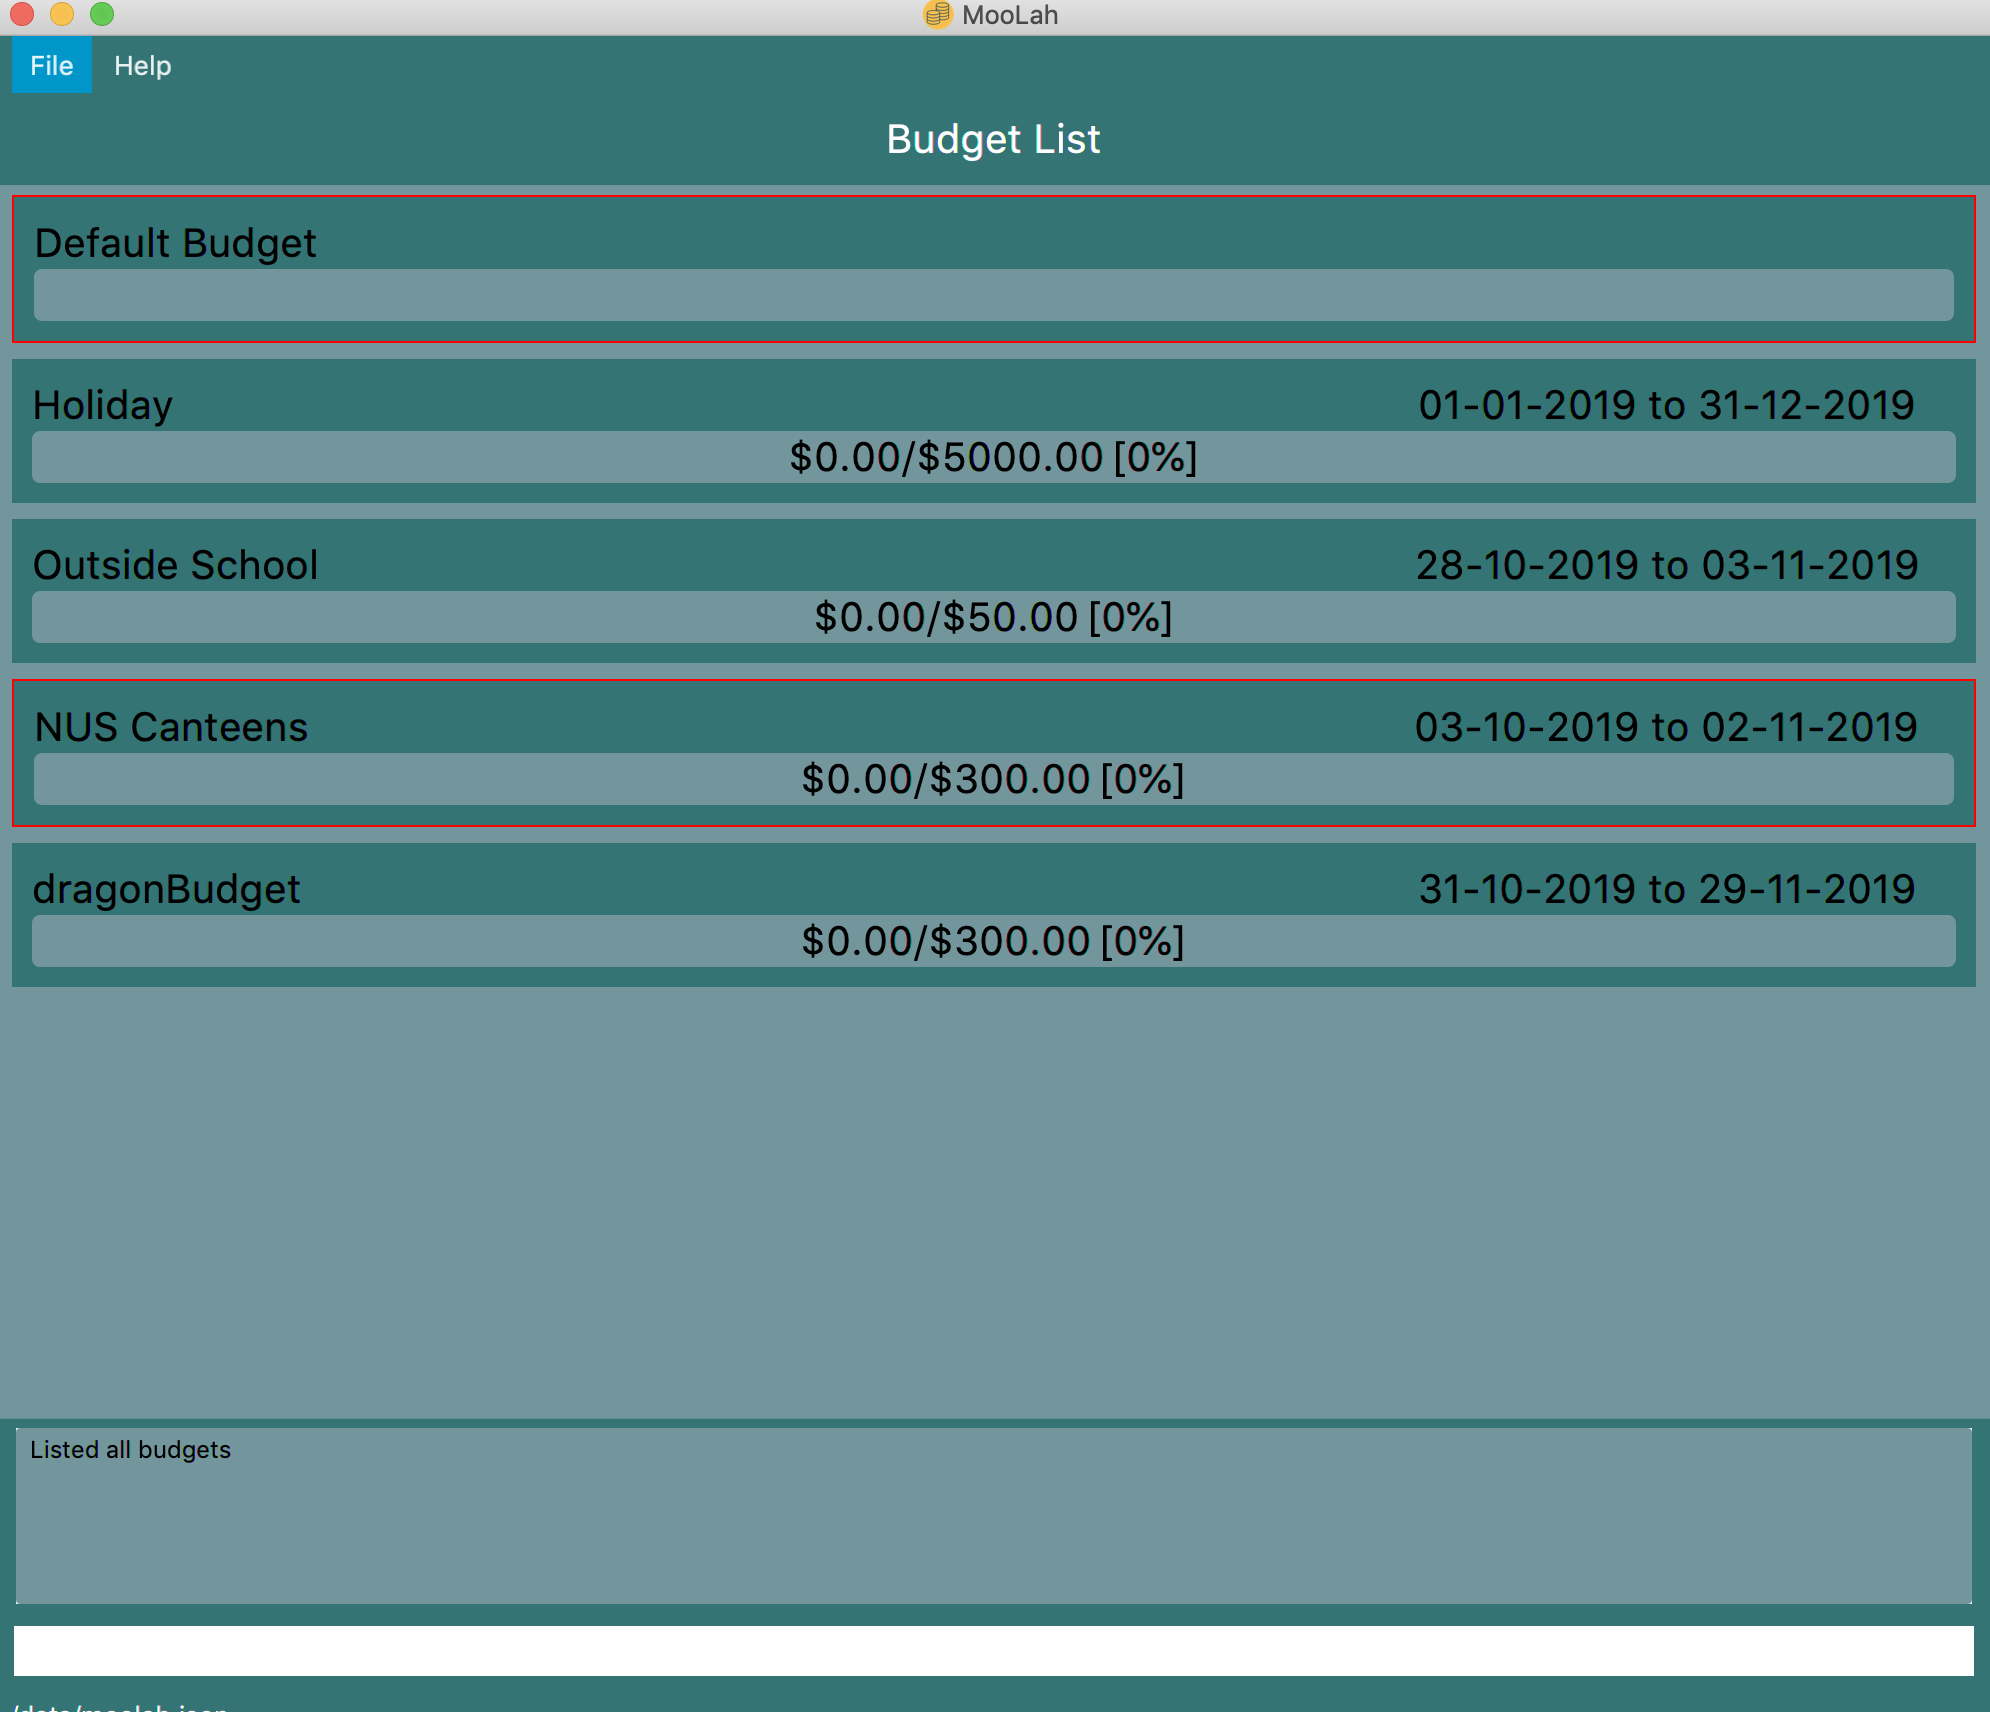 MooLah
File Help
Budget List
Default Budget
Holiday 01-01-2019 to 31-12-2019
$0.00/$5000.00 [0%]
Outside School 28-10-2019 to 03-11-2019
$0.00/$50.00 [0%]
NUS Canteens 03-10-2019 to 02-11-2019
$0.00/$300.00 [0%]
dragonBudget 31-10-2019 to 29-11-2019
$0.00/$300.00 [0%]
Listed all budgets
/data/moolah.json